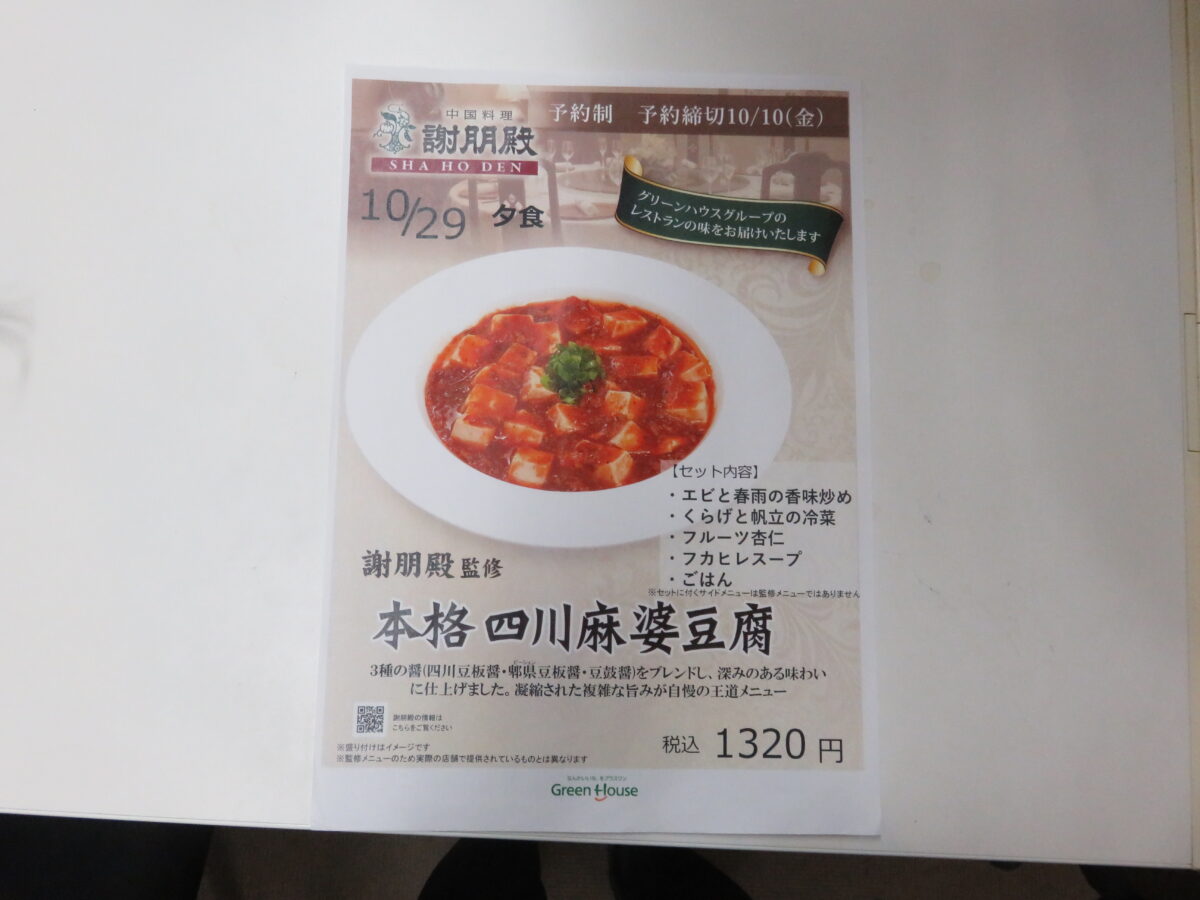 予約制 予約締切10/10(金)
中国料理
謝朋殿
SHA HO DEN
10/29 夕食
グリーンハウスグループの
レストランの味をお届けいたします
【セット内容】
・エビと春雨の香味炒め
・くらげと帆立の冷菜
・フルーツ杏仁
・フカヒレスープ
・ごはん
※セットに付くサイドメニューは監修メニューではありません
謝朋殿監修
本格四川麻婆豆腐
3種の醤(四川豆板醤・郫県豆板醤・豆鼓醤)をブレンドし、深みのある味わい
に仕上げました。凝縮された複雑な旨みが自慢の王道メニュー
謝朋殿の情報は
こちらをご覧ください
※盛り付けはイメージです
※監修メニューのため実際の店舗で提供されているものとは異なります
税込 1320 円
Green House